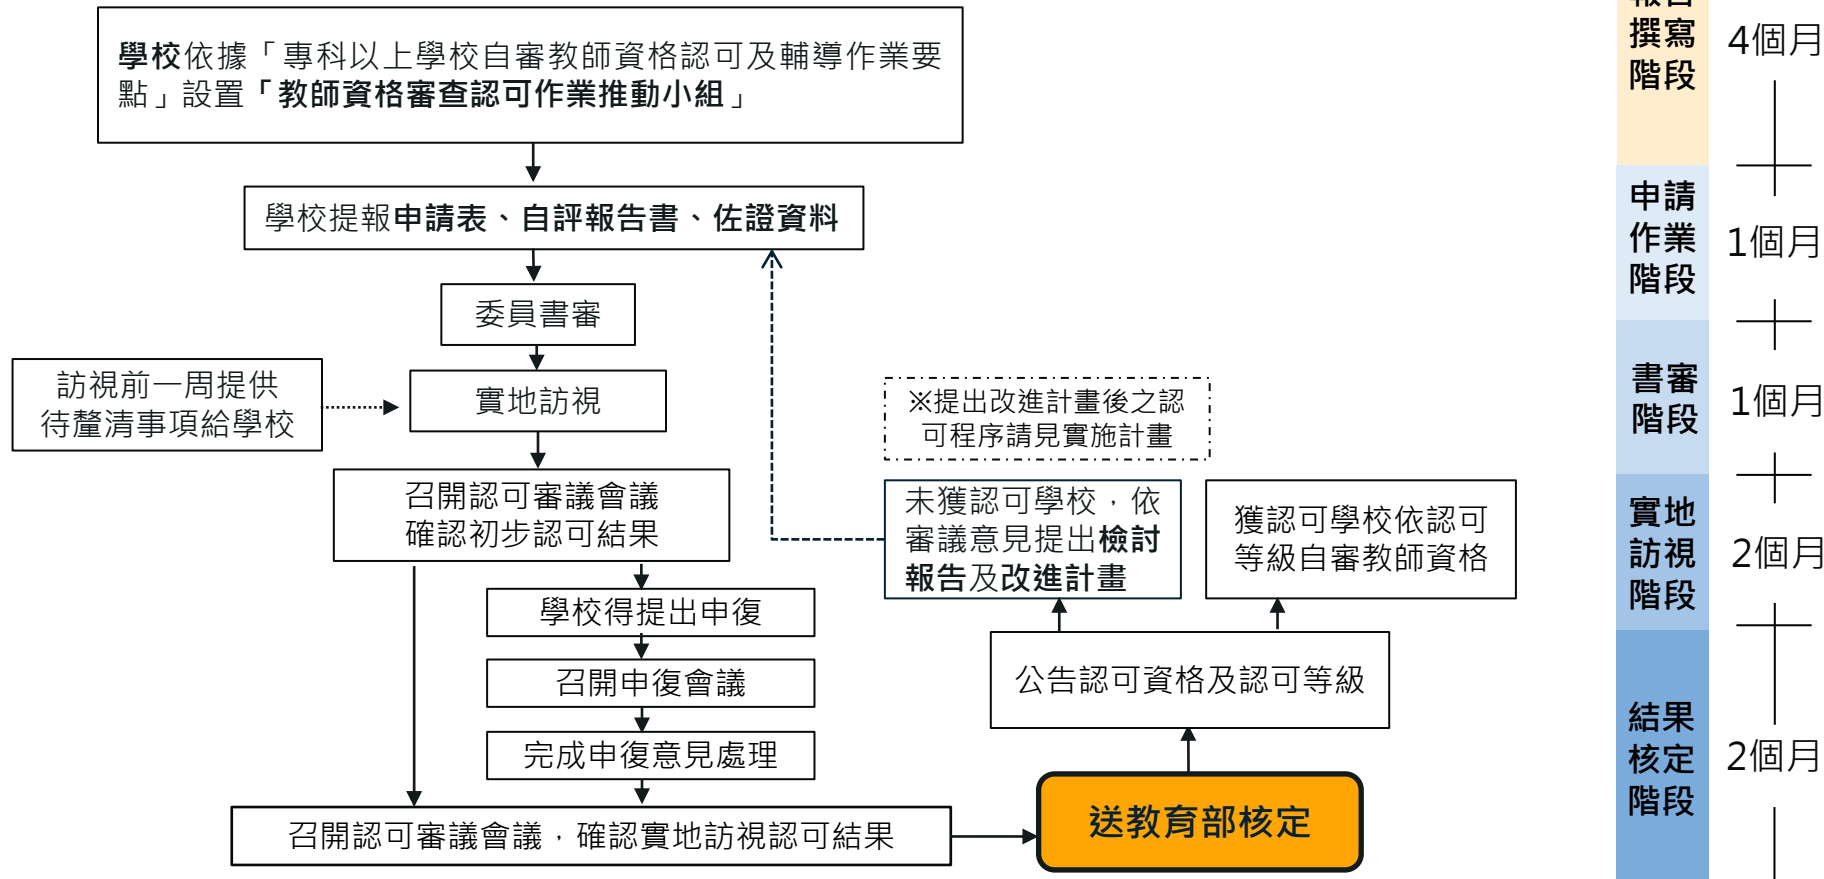 學校依據「專科以上學校自審教師資格認可及輔導作業要
點」設置「教師資格審查認可作業推動小組」
學校提報申請表、自評報告書、佐證資料
委員書審
訪視前一周提供
待釐清事項給學校
實地訪視
召開認可審議會議
確認初步認可結果
學校得提出申復
召開申復會議
完成申復意見處理
召開認可審議會議，確認實地訪視認可結果
送教育部核定
公告認可資格及認可等級
※提出改進計畫後之認
可程序請見實施計畫
未獲認可學校，依
審議意見提出檢討
報告及改進計畫
獲認可學校依認可
等級自審教師資格
報告
撰寫
階段
4個月
申請
作業
階段
1個月
書審
階段
1個月
實地
訪視
階段
2個月
結果
核定
階段
2個月